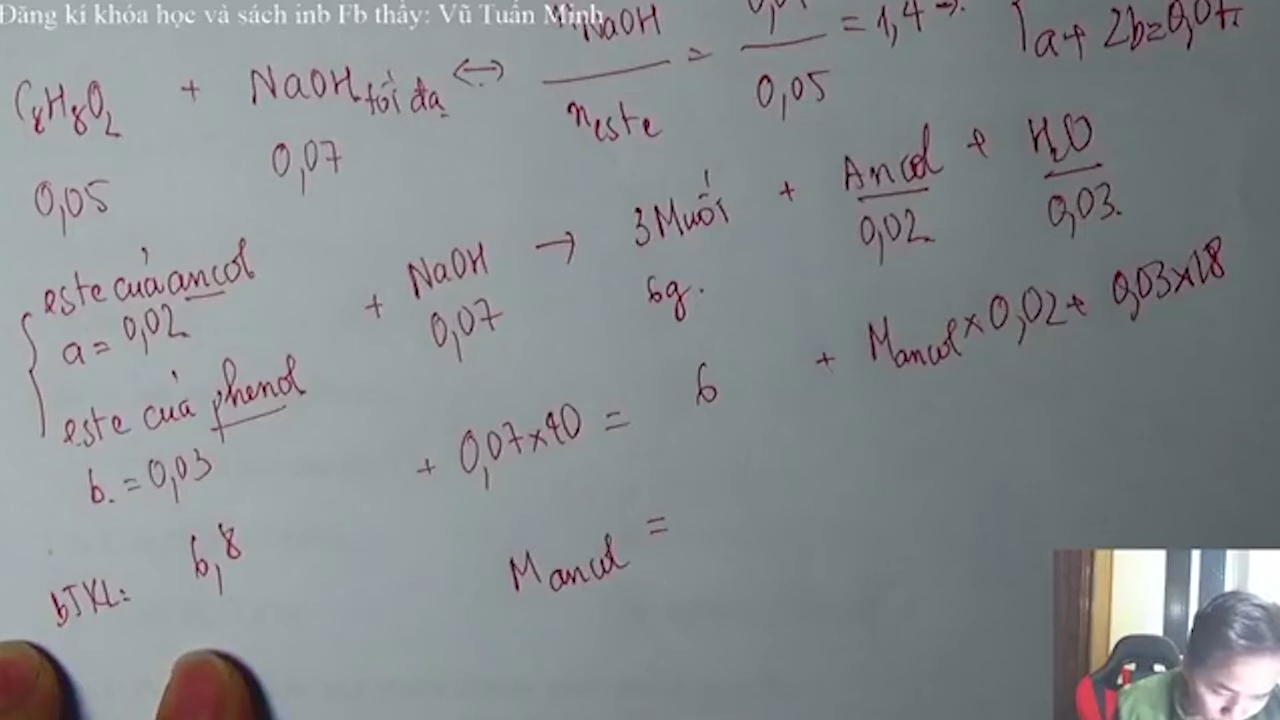 Đăng kí khóa học và sách inb Fb thầy: Vũ Tuấn Minh
C8H8O2 + NaOH tối đa <-> nNaOH / neste = 0,07 / 0,05 = 1,4 →
a + 2b = 0,07
0,05 0,07
este của ancol + NaOH → 3 Muối + Ancol + H2O
a = 0,02 0,07 6g. 0,02 0,03.
este của phenol
b. = 0,03
BTKL: 6,8 + 0,07×40 = 6 + Mancol × 0,02 + 0,03×18
Mancol =